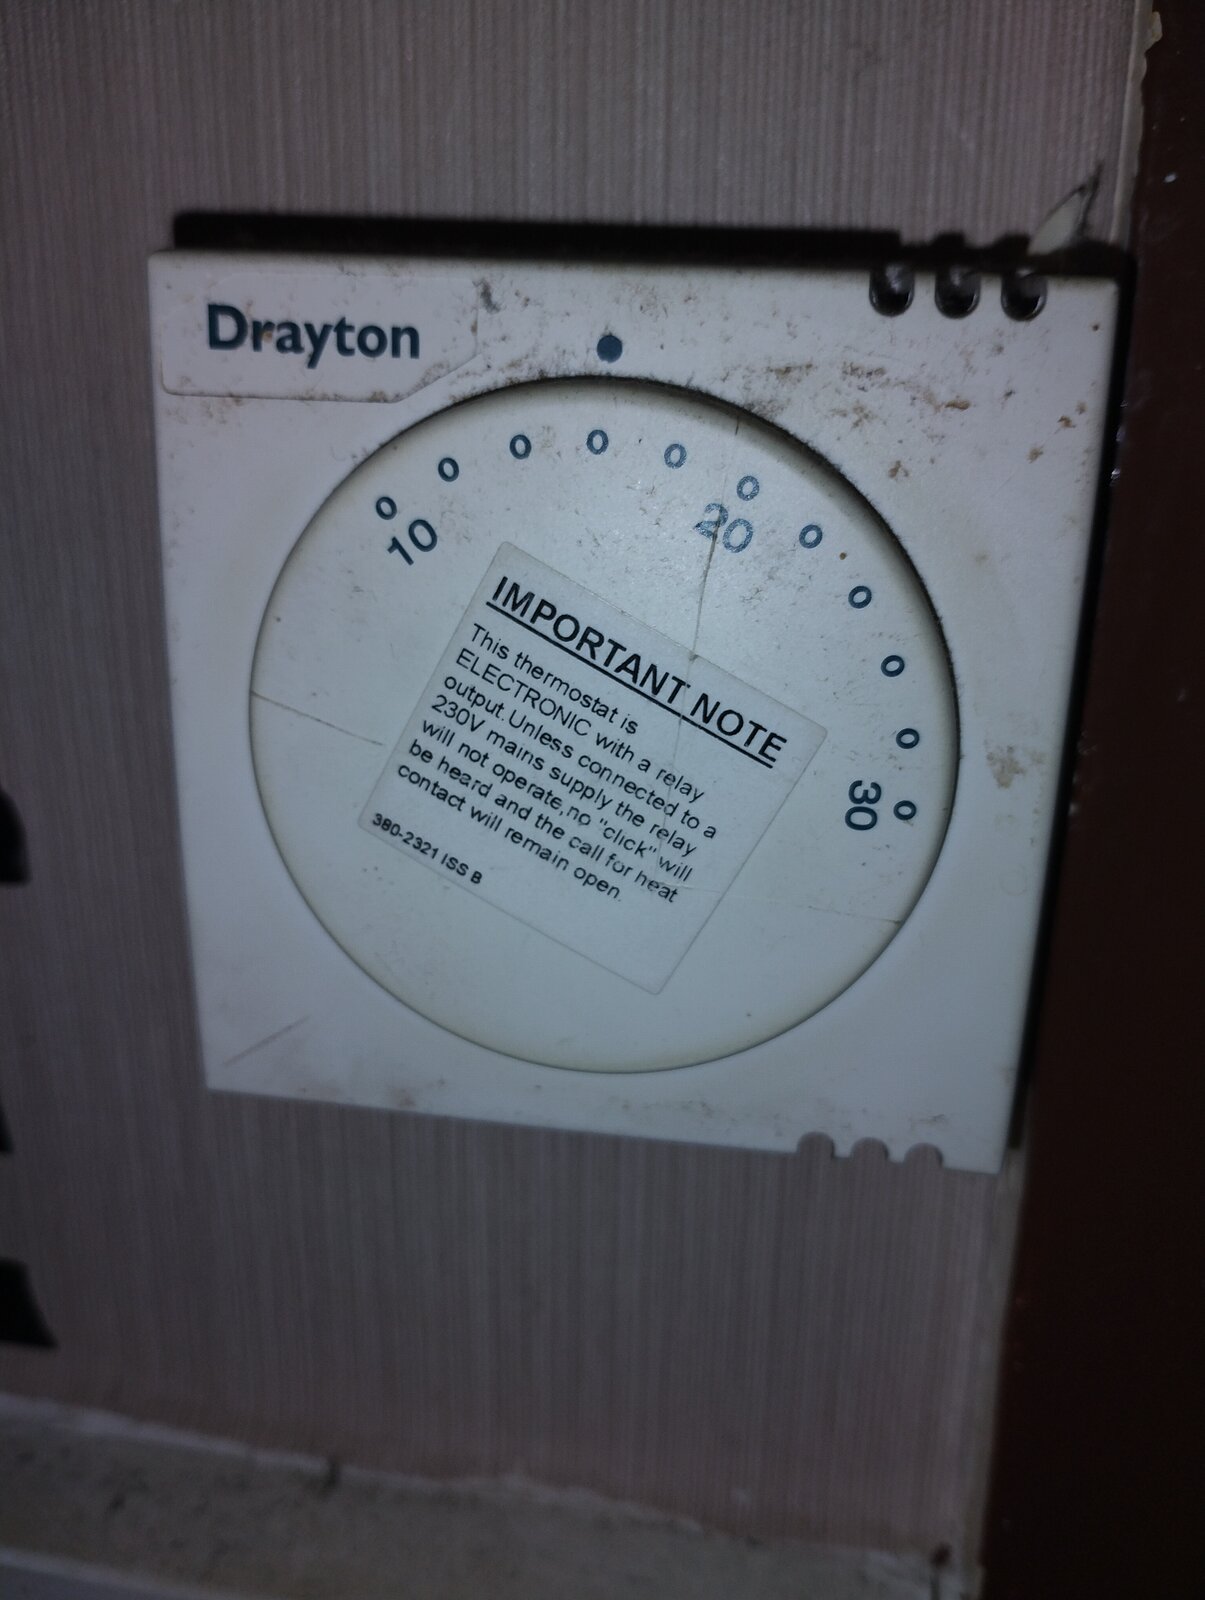 Drayton
10
20
30
IMPORTANT NOTE
This thermostat is
ELECTRONIC with a relay
output. Unless connected to a
230V mains supply the relay
will not operate, no "click" will
be heard and the call for heat
contact will remain open.
380-2321 ISS B